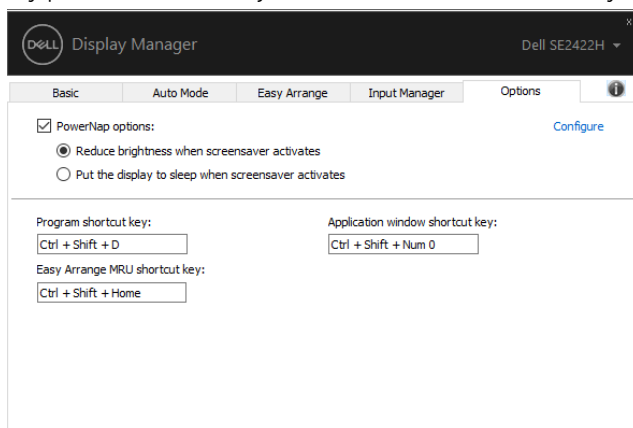 DELL Display Manager
Dell SE2422H
x
Basic Auto Mode Easy Arrange Input Manager Options
PowerNap options:
Configure
Reduce brightness when screensaver activates
Put the display to sleep when screensaver activates
Program shortcut key:
Application window shortcut key:
Ctrl + Shift + D
Ctrl + Shift + Num 0
Easy Arrange MRU shortcut key:
Ctrl + Shift + Home